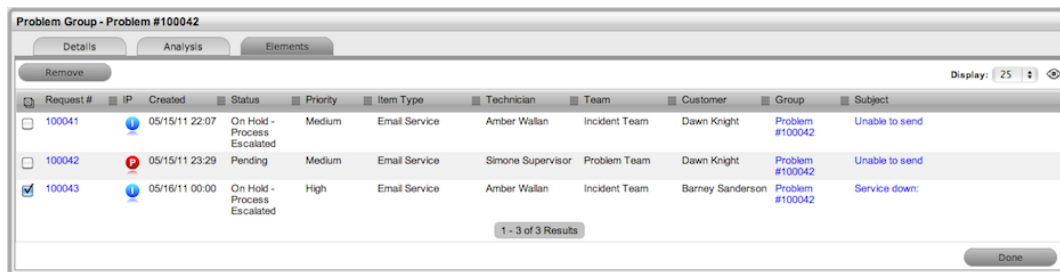 Problem Group - Problem #100042
Details Analysis Elements
Remove Display: 25
Request # IP Created Status Priority Item Type Technician Team Customer Group Subject
100041 I 05/15/11 22:07 On Hold - Medium Email Service Amber Wallan Incident Team Dawn Knight Problem Unable to send
Process #100042
Escalated
100042 P 05/15/11 23:29 Pending Medium Email Service Simone Supervisor Problem Team Dawn Knight Problem Unable to send
#100042
100043 I 05/16/11 00:00 On Hold - High Email Service Amber Wallan Incident Team Barney Sanderson Problem Service down:
Process #100042
Escalated
1 - 3 of 3 Results
Done